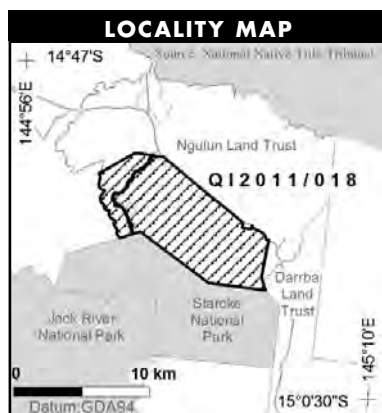 LOCALITY MAP
14°47'S
Source: National Native Title Tribunal
144°56'E
Ngulun Land Trust
QI2011/018
Darrba
Land
Trust
Jack River
National Park
Starcke
National
Park
0 10 km
Datum:GDA94
145°10'E
15°0'30"S